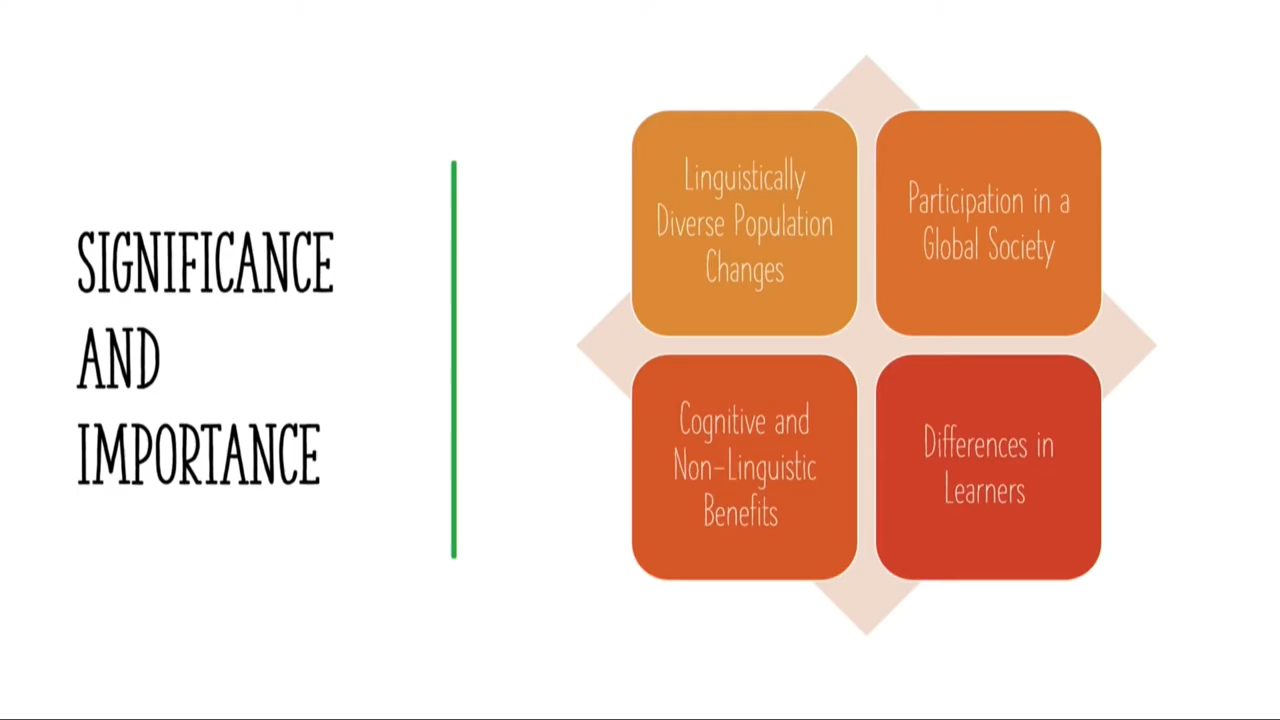 SIGNIFICANCE
AND
IMPORTANCE
Linguistically
Diverse Population
Changes
Participation in a
Global Society
Cognitive and
Non-Linguistic
Benefits
Differences in
Learners